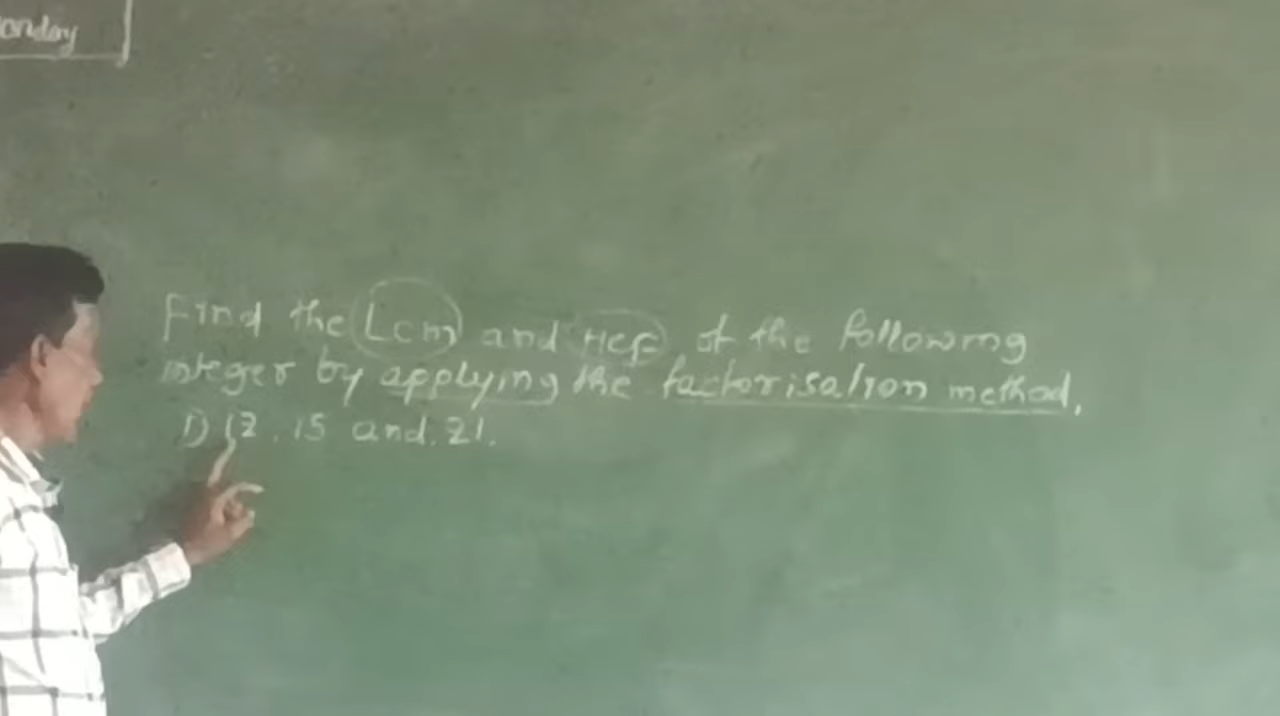 onday
Find the Lcm and HCF of the following
integer by applying the factorisation method.
1) 12, 15 and, 21.